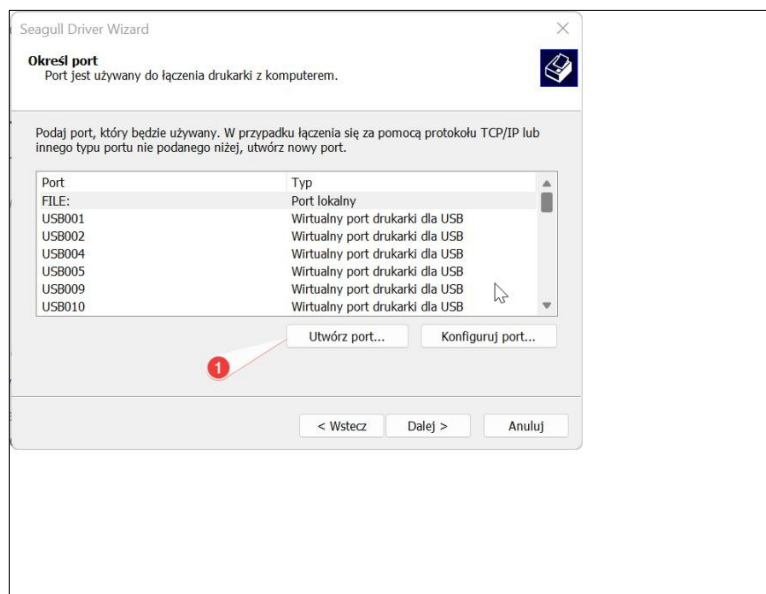 Seagull Driver Wizard
Określ port
Port jest używany do łączenia drukarki z komputerem.
Podaj port, który będzie używany. W przypadku łączenia się za pomocą protokołu TCP/IP lub
innego typu portu nie podanego niżej, utwórz nowy port.
Port Typ
FILE: Port lokalny
USB001 Wirtualny port drukarki dla USB
USB002 Wirtualny port drukarki dla USB
USB004 Wirtualny port drukarki dla USB
USB005 Wirtualny port drukarki dla USB
USB009 Wirtualny port drukarki dla USB
USB010 Wirtualny port drukarki dla USB
Utwórz port... Konfiguruj port...
1
< Wstecz Dalej > Anuluj